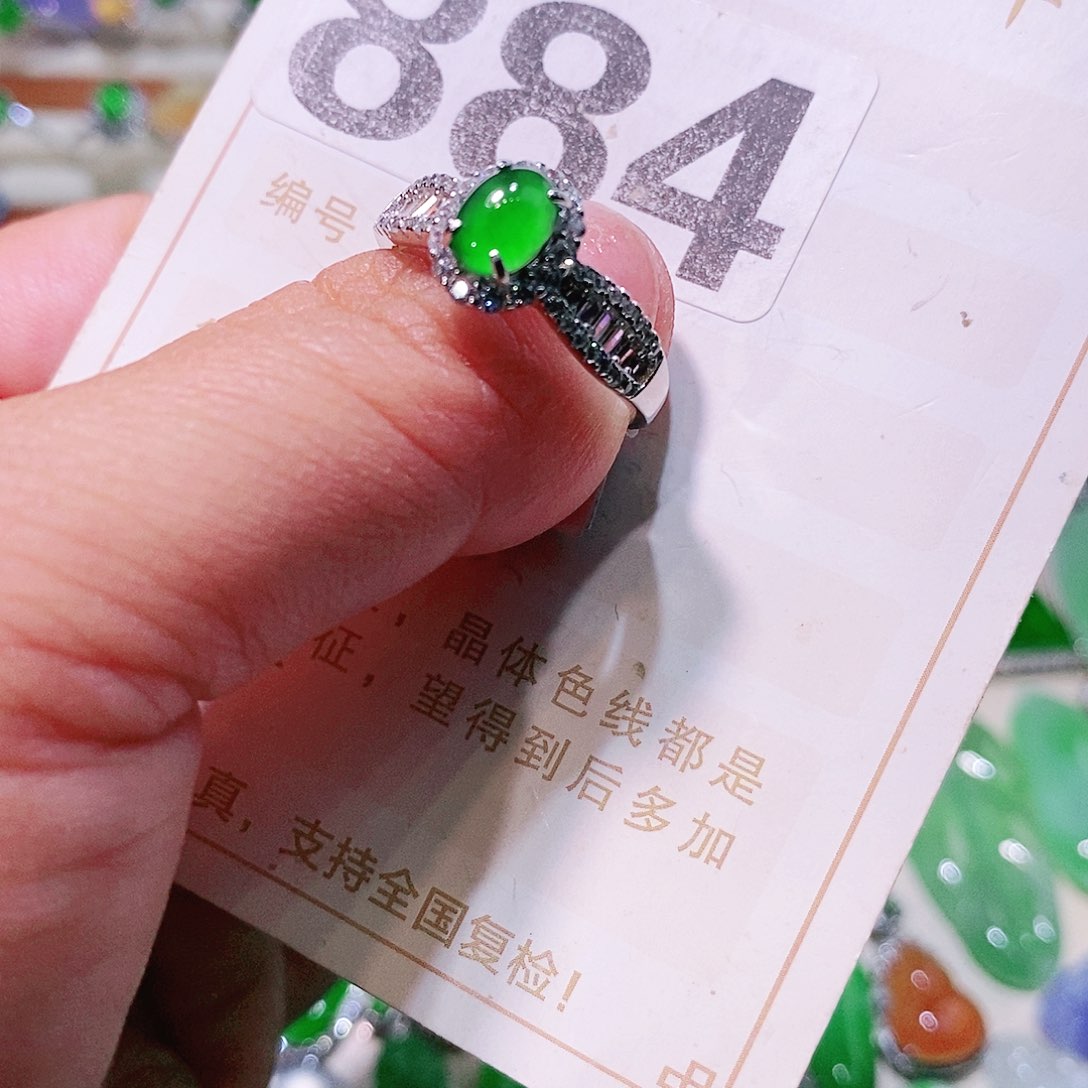 884
编号
，晶体色线都是
征，望得到后多加
真，支持全国复检！